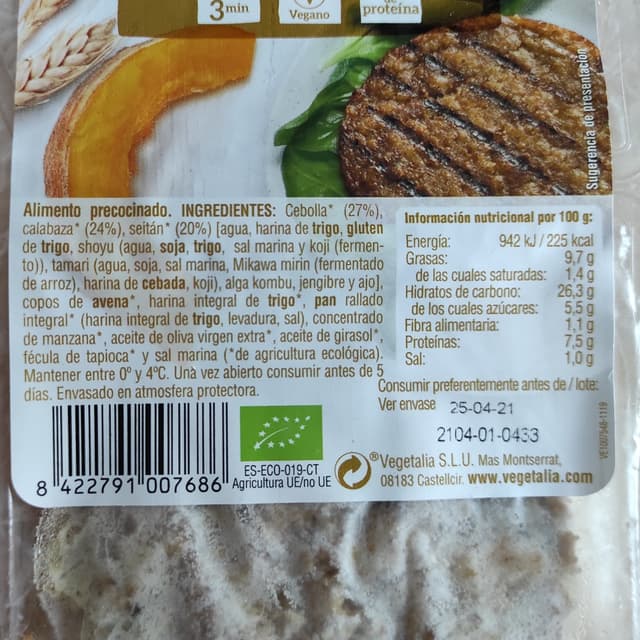 3 min
Vegano
de
proteína
Sugerencia de presentación
Alimento precocinado. INGREDIENTES: Cebolla* (27%),
calabaza* (24%), seitán* (20%) [agua, harina de trigo, gluten
de trigo, shoyu (agua, soja, trigo, sal marina y koji (fermen-
to)), tamari (agua, soja, sal marina, Mikawa mirin (fermentado
de arroz), harina de cebada, koji), alga kombu, jengibre y ajo],
copos de avena*, harina integral de trigo*, pan rallado
integral* (harina integral de trigo, levadura, sal), concentrado
de manzana*, aceite de oliva virgen extra*, aceite de girasol*,
fécula de tapioca* y sal marina (*de agricultura ecológica).
Mantener entre 0º y 4ºC. Una vez abierto consumir antes de 5
días. Envasado en atmosfera protectora.
Información nutricional por 100 g:
Energía: 942 kJ / 225 kcal
Grasas: 9,7 g
de las cuales saturadas: 1,4 g
Hidratos de carbono: 26,3 g
de los cuales azúcares: 5,5 g
Fibra alimentaria: 1,1 g
Proteínas: 7,5 g
Sal: 1,0 g
Consumir preferentemente antes de / lote:
Ver envase 25-04-21
2104-01-0433
VE1007548-1119
8 422791 007686
ES-ECO-019-CT
Agricultura UE/no UE
®Vegetalia S.L.U. Mas Montserrat,
08183 Castellcir. www.vegetalia.com